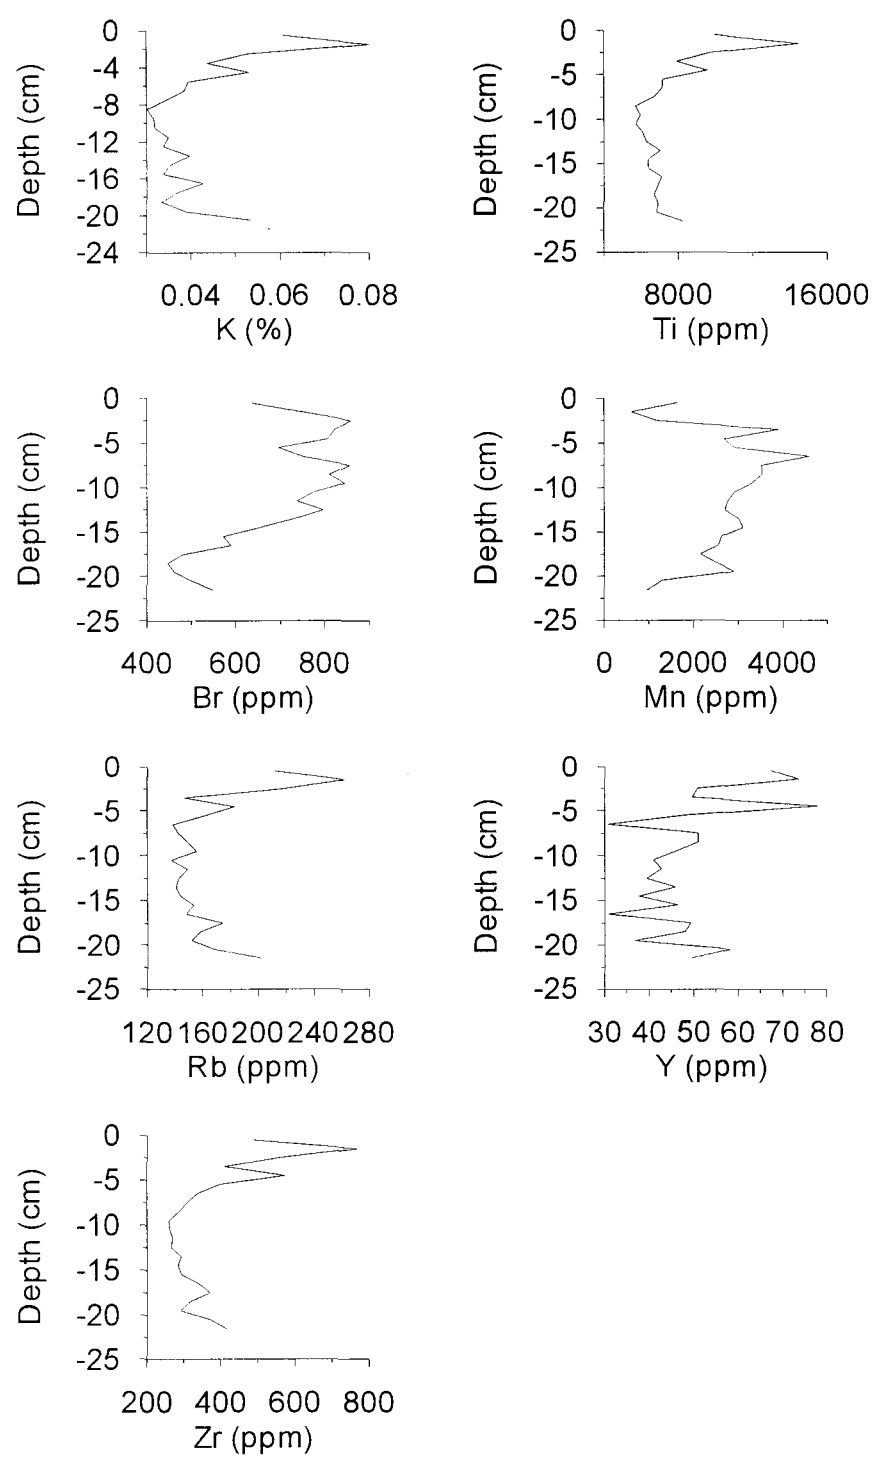 0
-4
-8
-12
-16
-20
-24
Depth (cm)
0.04 0.06 0.08
K (%)
0
-5
-10
-15
-20
-25
Depth (cm)
8000 16000
Ti (ppm)
0
-5
-10
-15
-20
-25
Depth (cm)
400 600 800
Br (ppm)
0
-5
-10
-15
-20
-25
Depth (cm)
0 2000 4000
Mn (ppm)
0
-5
-10
-15
-20
-25
Depth (cm)
120 160 200 240 280
Rb (ppm)
0
-5
-10
-15
-20
-25
Depth (cm)
30 40 50 60 70 80
Y (ppm)
0
-5
-10
-15
-20
-25
Depth (cm)
200 400 600 800
Zr (ppm)